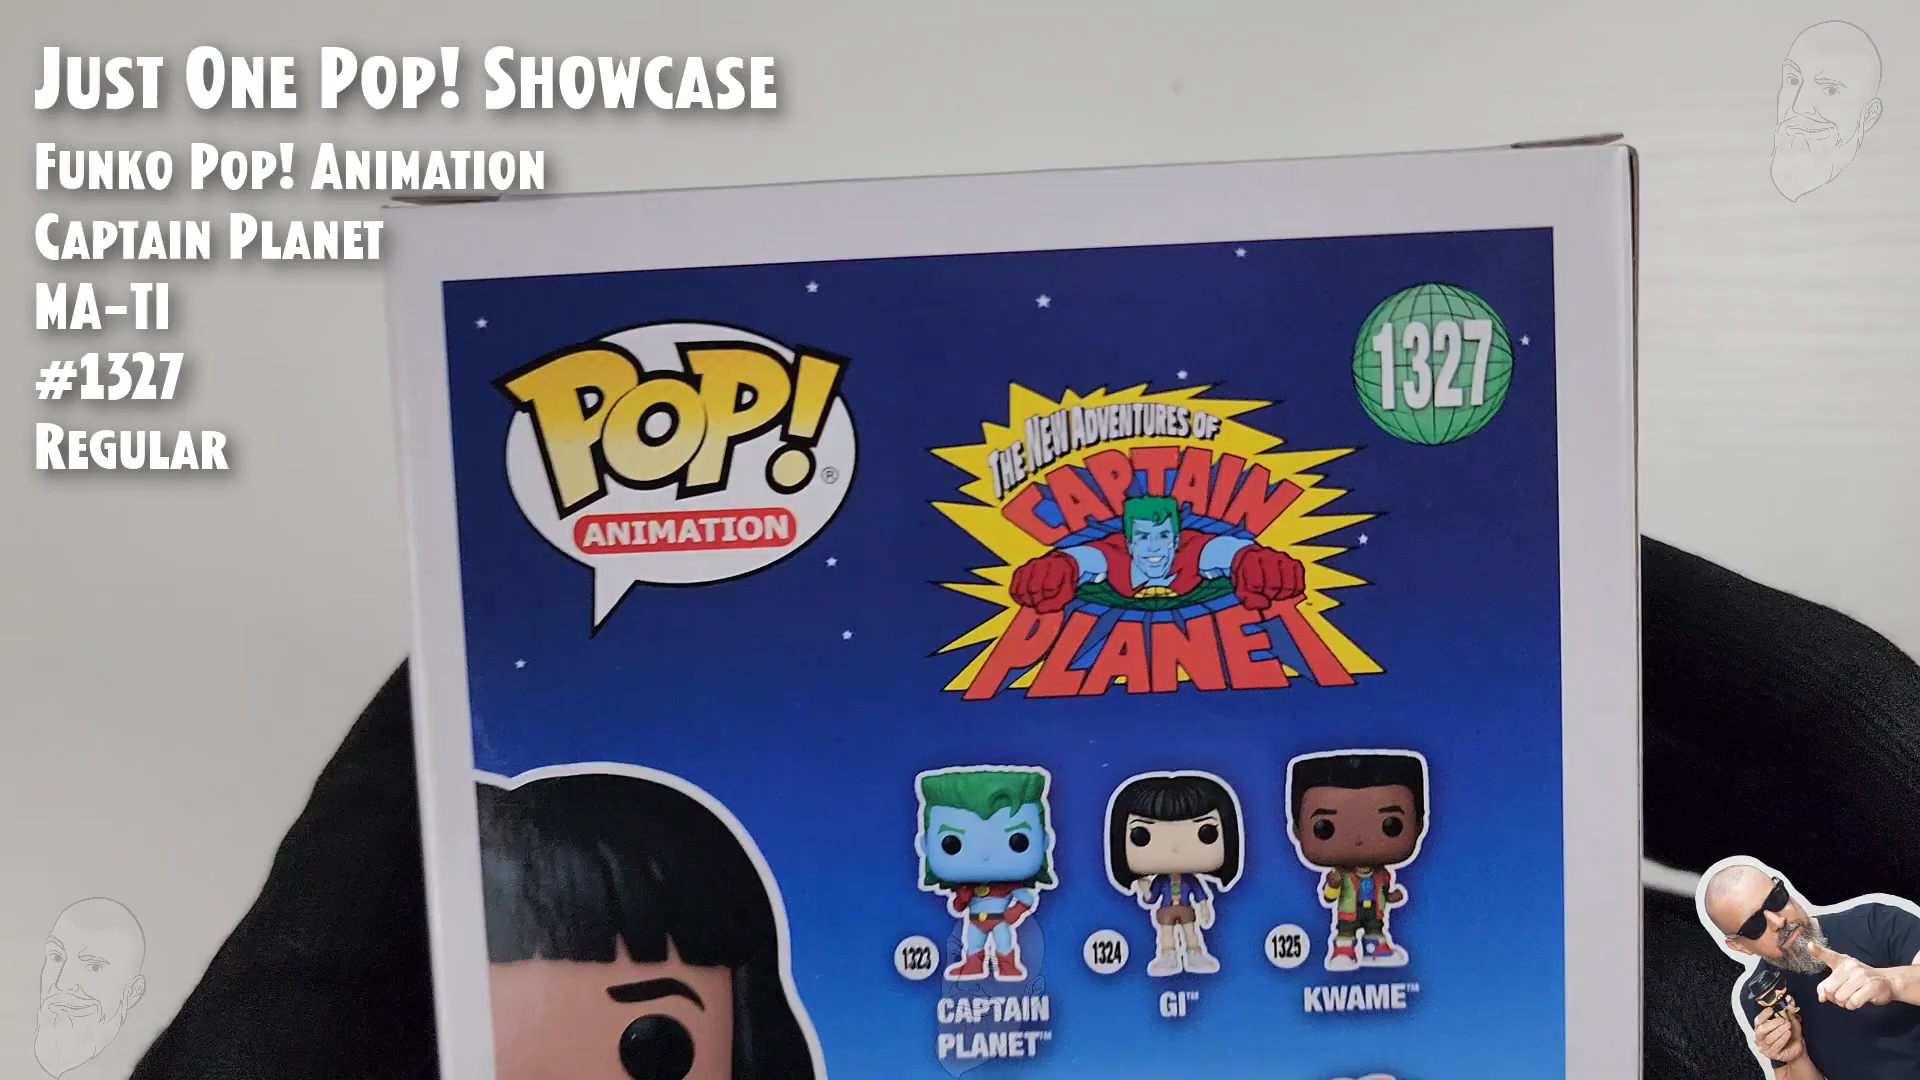 Just One Pop! Showcase
Funko Pop! Animation
Captain Planet
MA-TI
#1327
Regular
POP!®
ANIMATION
THE NEW ADVENTURES OF
CAPTAIN
PLANET™
1327
1323
CAPTAIN
PLANET™
1324
GI™
1325
KWAME™